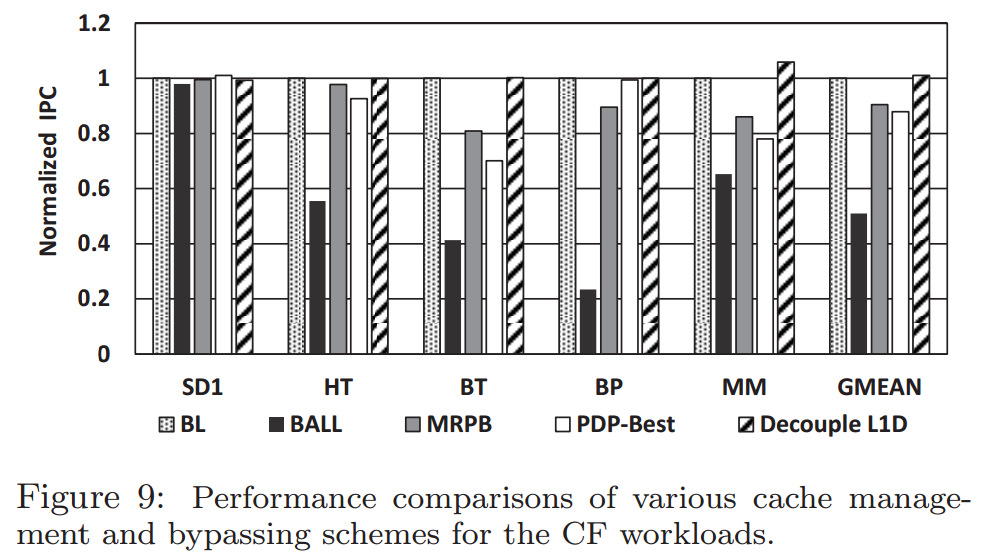 1.2
1
0.8
0.6
0.4
0.2
0
Normalized IPC
SD1 HT BT BP MM GMEAN
BL BALL MRPB PDP-Best Decouple L1D
Figure 9: Performance comparisons of various cache manage-
ment and bypassing schemes for the CF workloads.